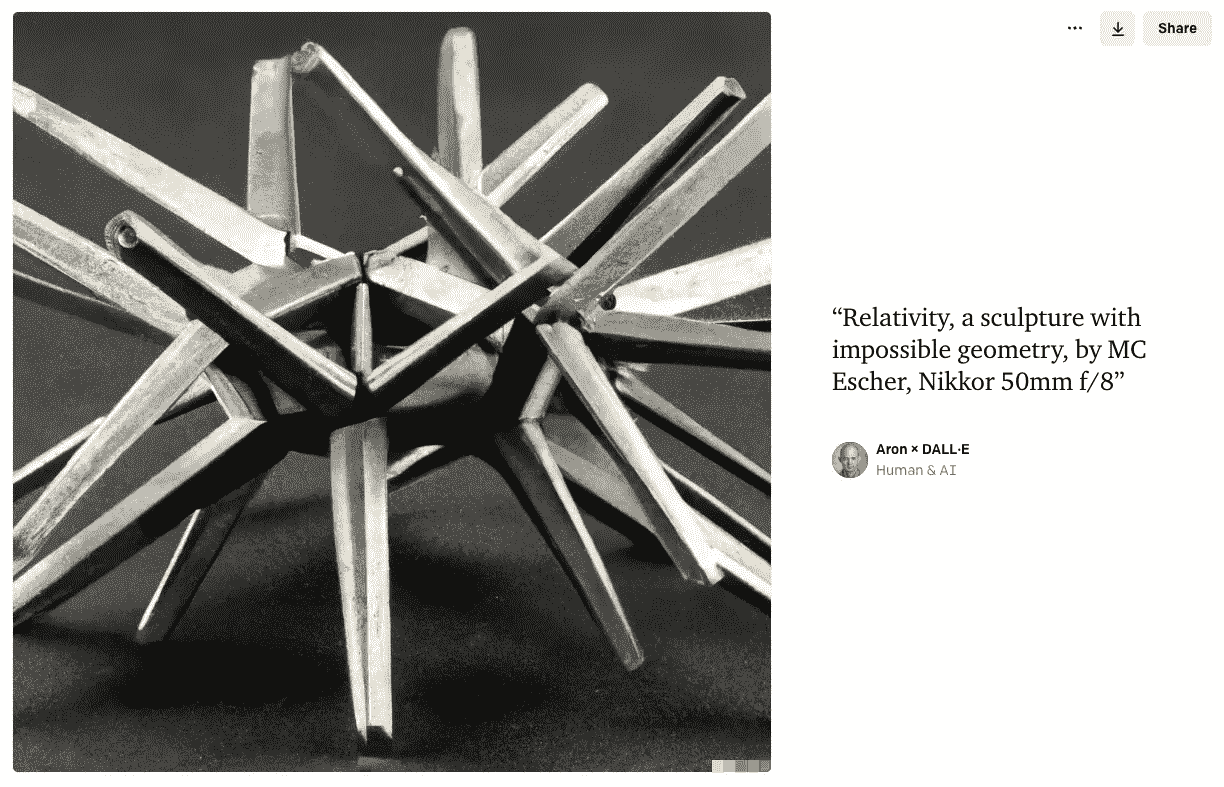 Share
“Relativity, a sculpture with
impossible geometry, by MC
Escher, Nikkor 50mm f/8”
Aron × DALL·E
Human & AI